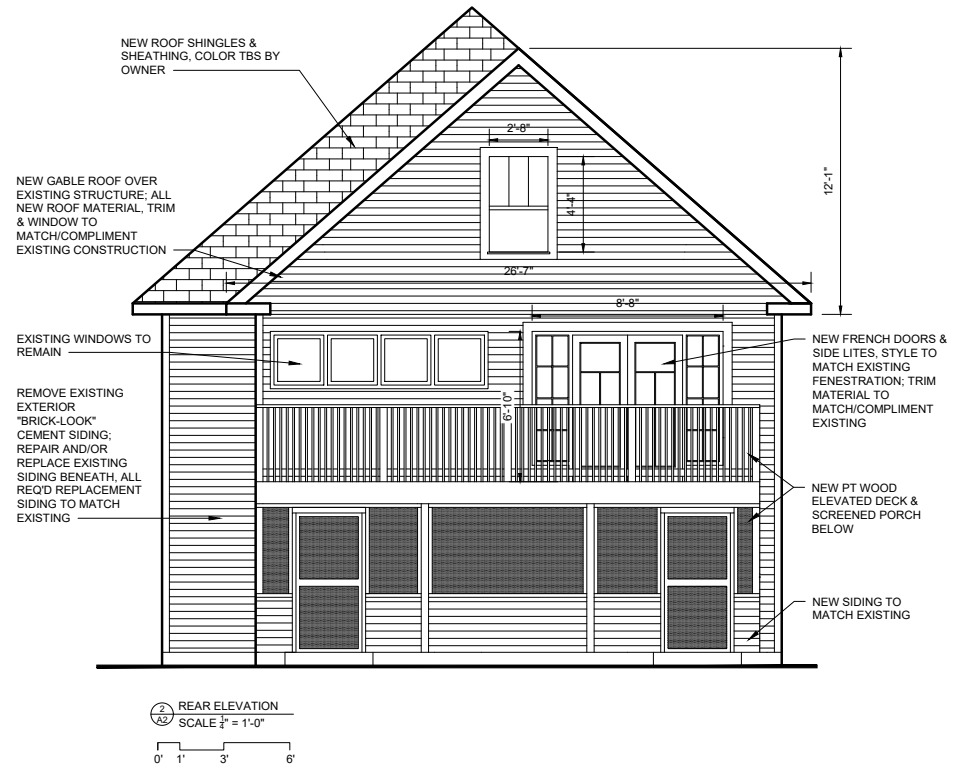 NEW ROOF SHINGLES &
SHEATHING, COLOR TBS BY
OWNER
2'-8"
12'-1"
NEW GABLE ROOF OVER
EXISTING STRUCTURE; ALL
NEW ROOF MATERIAL, TRIM
& WINDOW TO
MATCH/COMPLIMENT
EXISTING CONSTRUCTION
4'-4"
26'-7"
8'-8"
EXISTING WINDOWS TO
REMAIN
NEW FRENCH DOORS &
SIDE LITES, STYLE TO
MATCH EXISTING
FENESTRATION; TRIM
MATERIAL TO
MATCH/COMPLIMENT
EXISTING
REMOVE EXISTING
EXTERIOR
"BRICK-LOOK"
CEMENT SIDING;
REPAIR AND/OR
REPLACE EXISTING
SIDING BENEATH, ALL
REQ'D REPLACEMENT
SIDING TO MATCH
EXISTING
6'-10"
NEW PT WOOD
ELEVATED DECK &
SCREENED PORCH
BELOW
NEW SIDING TO
MATCH EXISTING
2
A2
REAR ELEVATION
SCALE ¼" = 1'-0"
0' 1' 3' 6'